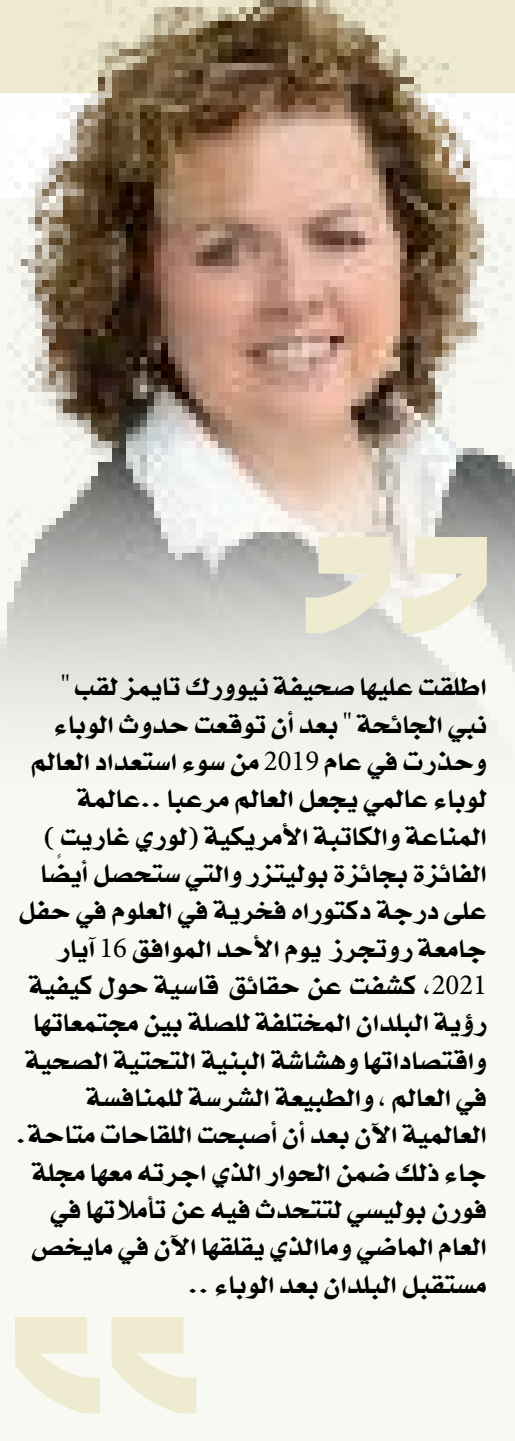 اطلقت عليها صحيفة نيوورك تايمز لقب "
نبي الجائحة " بعد أن توقعت حدوث الوباء
وحذرت في عام 2019 من سوء استعداد العالم
لوباء عالمي يجعل العالم مرعبا ..عالمة
المناعة والكاتبة الأمريكية (لوري غاريت )
الفائزة بجائزة بوليتزر والتي ستحصل أيضًا
على درجة دكتوراه فخرية في العلوم في حفل
جامعة روتجرز يوم الأحد الموافق 16 آيار
2021، كشفت عن حقائق قاسية حول كيفية
رؤية البلدان المختلفة للصلة بين مجتمعاتها
واقتصاداتها وهشاشة البنية التحتية الصحية
في العالم ، والطبيعة الشرسة للمنافسة
العالمية الآن بعد أن أصبحت اللقاحات متاحة.
جاء ذلك ضمن الحوار الذي اجرته معها مجلة
فورن بوليسي لتتحدث فيه عن تأملاتها في
العام الماضي وماالذي يقلقها الآن في مايخص
مستقبل البلدان بعد الوباء ..